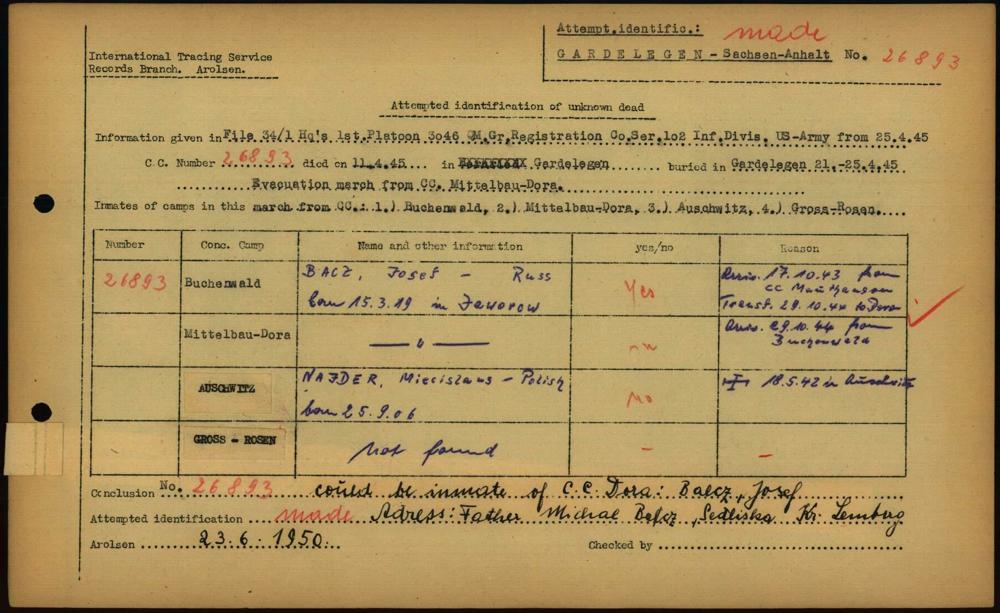 Attempt.identific.: made
International Tracing Service
GARDELEGEN - Sachsen-Anhalt No. 26893
Records Branch. Arolsen.
Attempted identification of unknown dead
Information given in File 34/1 Hq's 1st.Platoon 3046 QM.Gr.Registration Co.Ser.102 Inf.Divis. US-Army from 25.4.45
C.C. Number 26893 died on 11.4.45 in Gardelegen buried in Gardelegen 21.-25.4.45
Evacuation march from CC. Mittelbau-Dora.
Inmates of camps in this march from CC.: 1.) Buchenwald, 2.) Mittelbau-Dora, 3.) Auschwitz, 4.) Gross-Rosen.
Number Conc. Camp Name and other information yes/no Reason
26893 Buchenwald BACZ, Josef - Russ born 15.3.19 in Jaworow Yes Arriv. 17.10.43 from CC Mauthausen Transf. 29.10.44 to Dora
Mittelbau-Dora — " — Arriv. 29.10.44 from Buchenwald
AUSCHWITZ NAJDER, Miecislaus - Polish born 25.9.06 No 18.5.42 in Auschwitz
GROSS - ROSEN Not found - -
Conclusion No. 26893 could be inmate of C.C. Dora: Baecz, Josef
Attempted identification made Adress: Father Michal Sedliska Kr. Lemberg
Arolsen 23.6.1950. Checked by